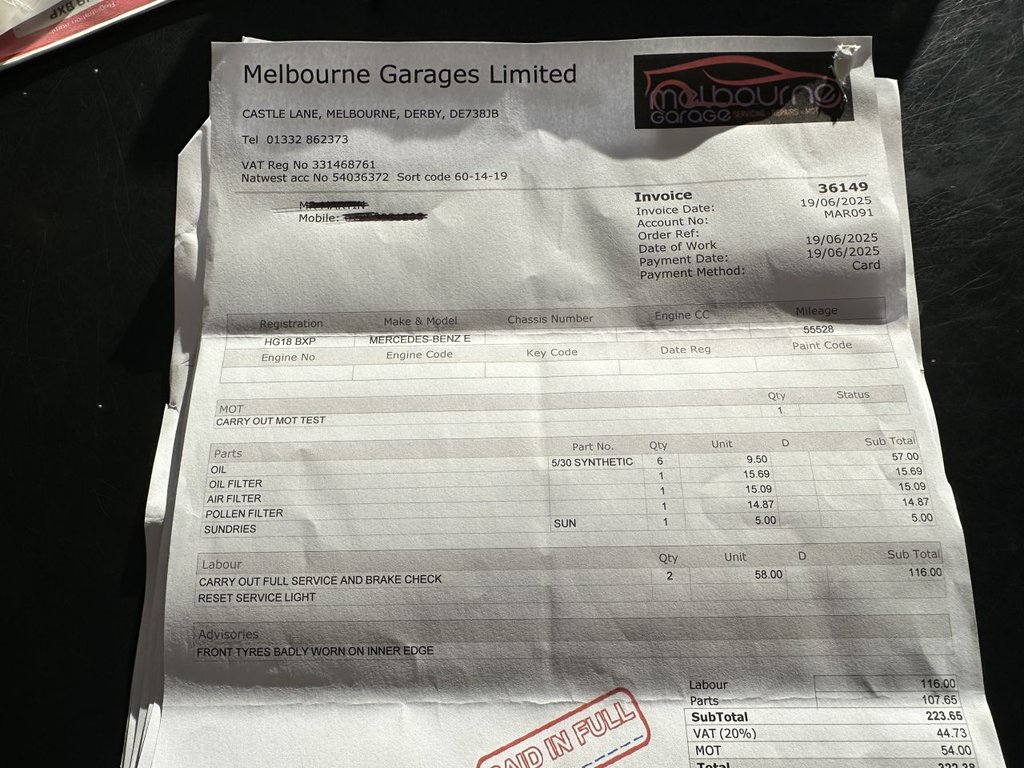 Melbourne Garages Limited
melbourne
GARAGE SERVICING REPAIRS MOT
CASTLE LANE, MELBOURNE, DERBY, DE738JB
Tel 01332 862373
VAT Reg No 331468761
Natwest acc No 54036372 Sort code 60-14-19
Mobile:
Invoice 36149
Invoice Date: 19/06/2025
Account No: MAR091
Order Ref:
Date of Work 19/06/2025
Payment Date: 19/06/2025
Payment Method: Card
Registration Make & Model Chassis Number Engine CC Mileage
HG18 BXP MERCEDES-BENZ E 55528
Engine No Engine Code Key Code Date Reg Paint Code
MOT Qty Status
CARRY OUT MOT TEST 1
Parts Part No. Qty Unit D Sub Total
OIL 5/30 SYNTHETIC 6 9.50 57.00
OIL FILTER 1 15.69 15.69
AIR FILTER 1 15.09 15.09
POLLEN FILTER 1 14.87 14.87
SUNDRIES SUN 1 5.00 5.00
Labour Qty Unit D Sub Total
CARRY OUT FULL SERVICE AND BRAKE CHECK 2 58.00 116.00
RESET SERVICE LIGHT
Advisories
FRONT TYRES BADLY WORN ON INNER EDGE
Labour 116.00
Parts 107.65
SubTotal 223.65
VAT (20%) 44.73
MOT 54.00
Total 322.38
PAID IN FULL